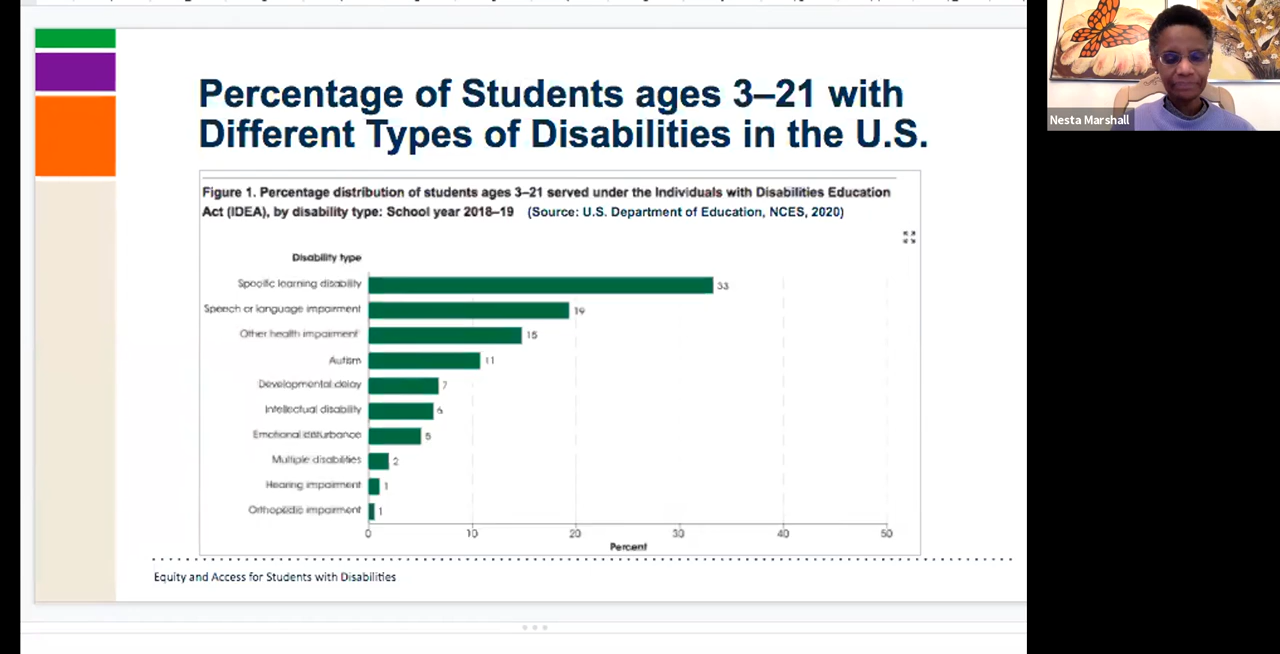 Percentage of Students ages 3–21 with
Different Types of Disabilities in the U.S.
Figure 1. Percentage distribution of students ages 3–21 served under the Individuals with Disabilities Education
Act (IDEA), by disability type: School year 2018–19 (Source: U.S. Department of Education, NCES, 2020)
Disability type
Specific learning disability 33
Speech or language impairment 19
Other health impairment 15
Autism 11
Developmental delay 7
Intellectual disability 6
Emotional disturbance 5
Multiple disabilities 2
Hearing impairment 1
Orthopedic impairment 1
0 10 20 30 40 50
Percent
Equity and Access for Students with Disabilities
Nesta Marshall